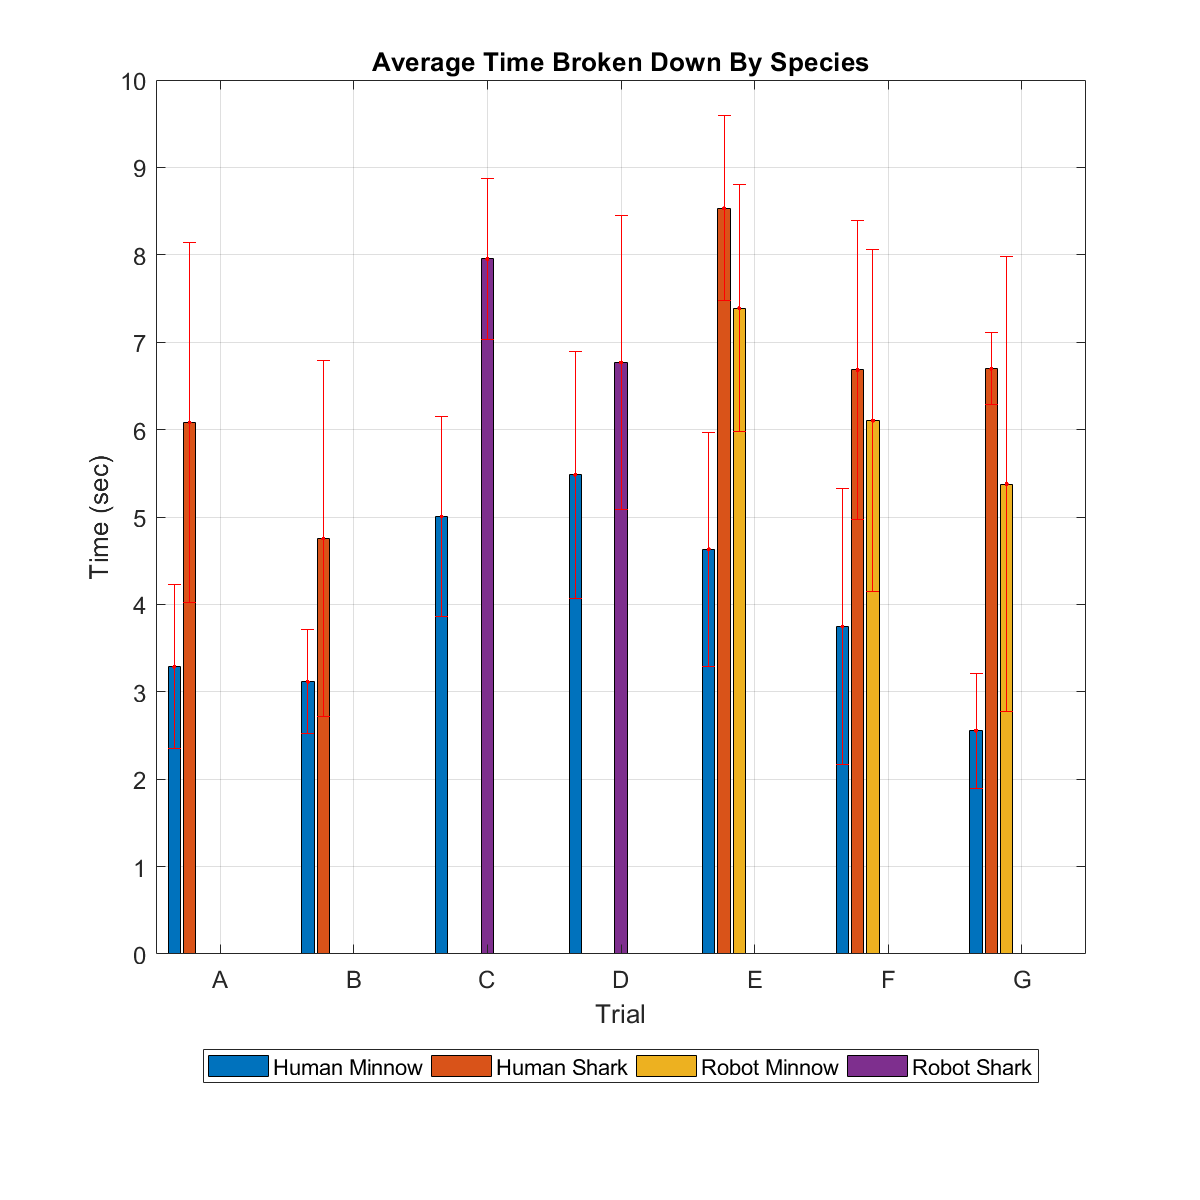 Average Time Broken Down By Species
10
9
8
7
6
5
4
3
2
1
0
Time (sec)
A B C D E F G
Trial
Human Minnow Human Shark Robot Minnow Robot Shark